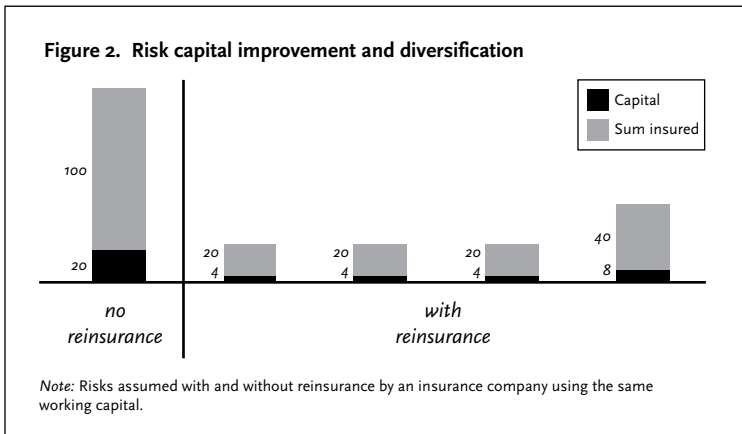 Figure 2. Risk capital improvement and diversification
Capital
Sum insured
100
20
20
4
20
4
20
4
40
8
no
reinsurance
with
reinsurance
Note: Risks assumed with and without reinsurance by an insurance company using the same
working capital.